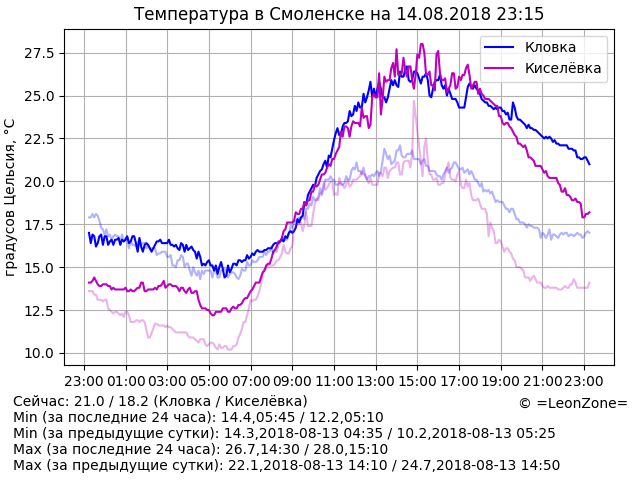 Температура в Смоленске на 14.08.2018 23:15
Кловка
Киселёвка
градусов Цельсия, °C
27.5
25.0
22.5
20.0
17.5
15.0
12.5
10.0
23:00 01:00 03:00 05:00 07:00 09:00 11:00 13:00 15:00 17:00 19:00 21:00 23:00
Сейчас: 21.0 / 18.2 (Кловка / Киселёвка)
© =LeonZone=
Min (за последние 24 часа): 14.4,05:45 / 12.2,05:10
Min (за предыдущие сутки): 14.3,2018-08-13 04:35 / 10.2,2018-08-13 05:25
Max (за последние 24 часа): 26.7,14:30 / 28.0,15:10
Max (за предыдущие сутки): 22.1,2018-08-13 14:10 / 24.7,2018-08-13 14:50